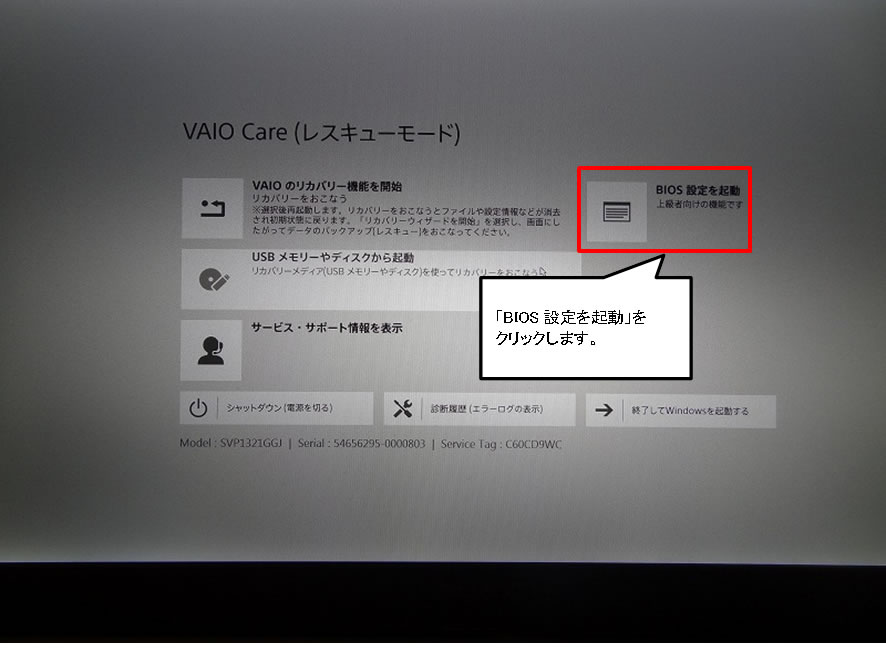 VAIO Care (レスキューモード)
VAIO のリカバリー機能を開始
リカバリーをおこなう
※選択後再起動します。リカバリーをおこなうとファイルや設定情報などが消去
され初期状態に戻ります。「リカバリーウィザードを開始」を選択し、画面にし
たがってデータのバックアップ(レスキュー)をおこなってください。
BIOS 設定を起動
上級者向けの機能です
USB メモリーやディスクから起動
リカバリーメディア(USB メモリーやディスク)を使ってリカバリーをおこなう
「BIOS 設定を起動」を
クリックします。
サービス・サポート情報を表示
シャットダウン (電源を切る)
診断履歴 (エラーログの表示)
終了してWindowsを起動する
Model : SVP1321GGJ | Serial : 54656295-0000803 | Service Tag : C60CD9WC